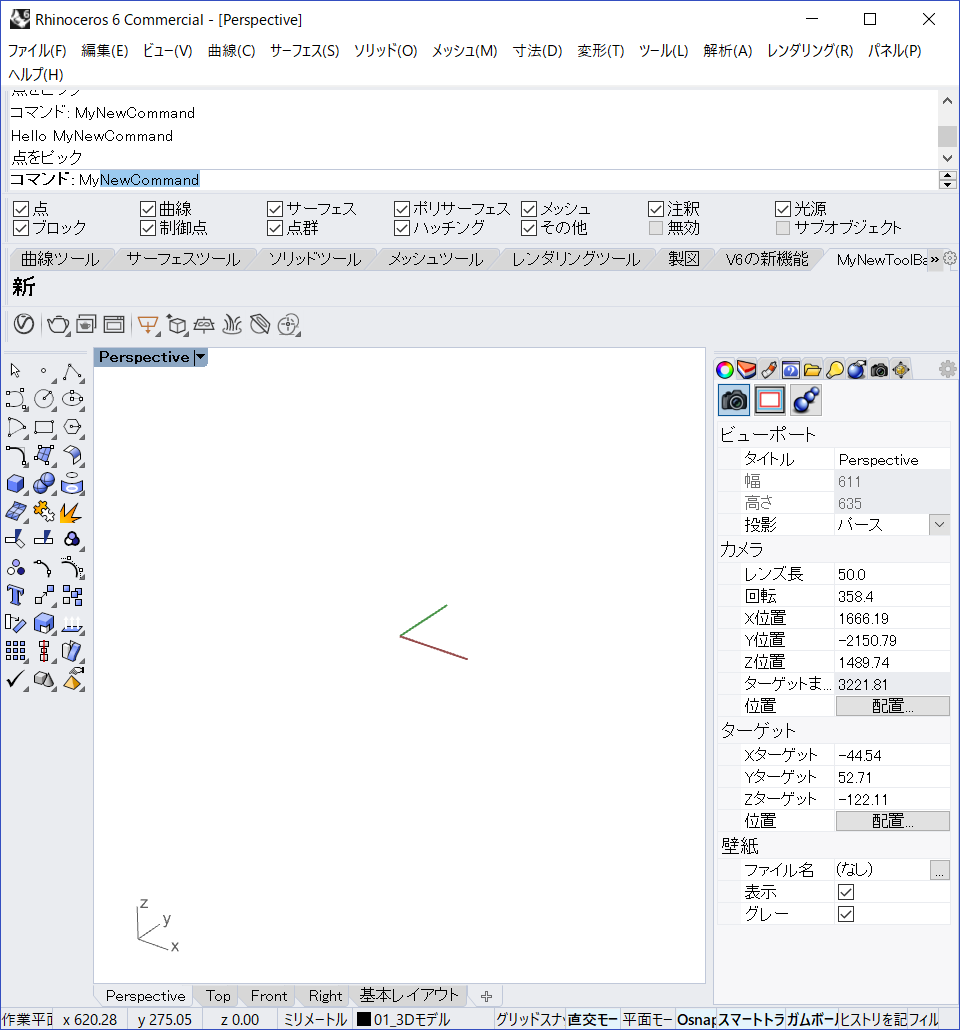 Rhinoceros 6 Commercial - [Perspective]
ファイル(F) 編集(E) ビュー(V) 曲線(C) サーフェス(S) ソリッド(O) メッシュ(M) 寸法(D) 変形(T) ツール(L) 解析(A) レンダリング(R) パネル(P)
ヘルプ(H)
点をピック
コマンド: MyNewCommand
Hello MyNewCommand
点をピック
コマンド: MyNewCommand
点 曲線 サーフェス ポリサーフェス メッシュ 注釈 光源
ブロック 制御点 点群 ハッチング その他 無効 サブオブジェクト
曲線ツール サーフェスツール ソリッドツール メッシュツール レンダリングツール 製図 V6の新機能 MyNewToolBa »
新
Perspective
ビューポート
タイトル Perspective
幅 611
高さ 635
投影 パース
カメラ
レンズ長 50.0
回転 358.4
X位置 1666.19
Y位置 -2150.79
Z位置 1489.74
ターゲットま... 3221.81
位置 配置...
ターゲット
Xターゲット -44.54
Yターゲット 52.71
Zターゲット -122.11
位置 配置...
壁紙
ファイル名 (なし) ...
表示
グレー
z
y
x
Perspective Top Front Right 基本レイアウト
作業平面 x 620.28 y 275.05 z 0.00 ミリメートル 01_3Dモデル グリッドスナッ 直交モー 平面モー Osnap スマートトラ ガムボール ヒストリを記 フィル